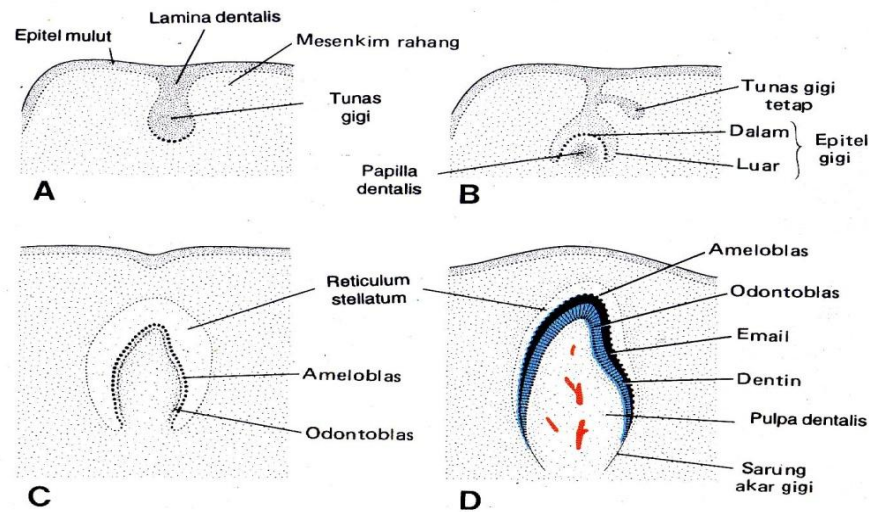 Lamina dentalis
Epitel mulut
Mesenkim rahang
Tunas
gigi
A
Tunas gigi
tetap
Dalam
Luar
Epitel
gigi
Papilla
dentalis
B
Reticulum
stellatum
Ameloblas
Odontoblas
C
Ameloblas
Odontoblas
Email
Dentin
Pulpa dentalis
Sarung
akar gigi
D